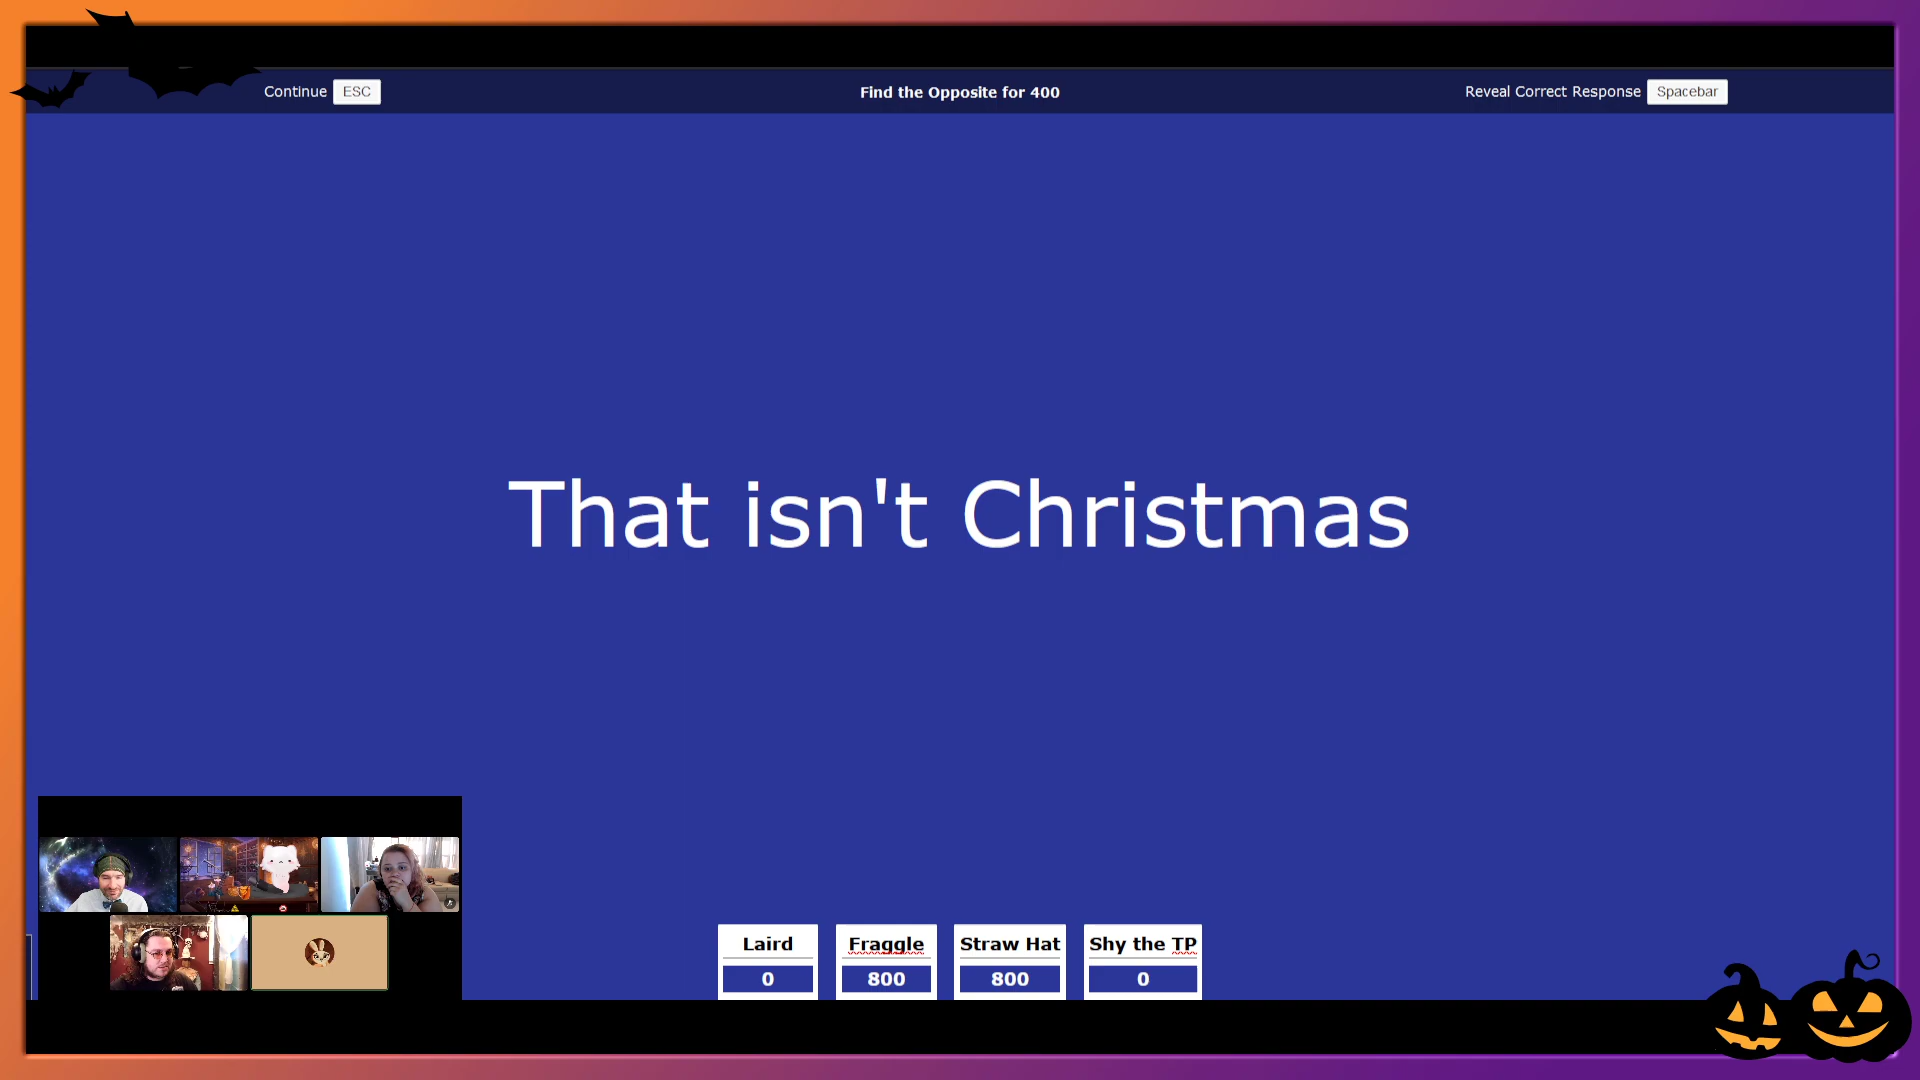 Continue ESC
Find the Opposite for 400
Reveal Correct Response Spacebar
That isn't Christmas
Laird
Fraggle
Straw Hat
Shy the TP
0
800
800
0